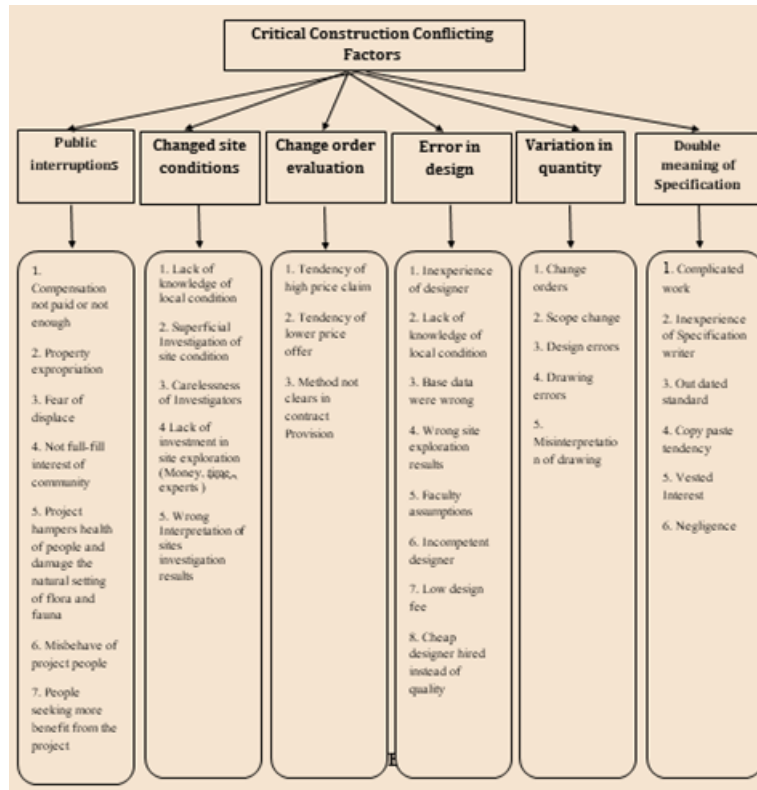 Critical Construction Conflicting
Factors
Public
interruptions
Changed site
conditions
Change order
evaluation
Error in
design
Variation in
quantity
Double
meaning of
Specification
1.
Compensation
not paid or not
enough
2. Property
expropriation
3. Fear of
displace
4. Not full-fill
interest of
community
5. Project
hampers health
of people and
damage the
natural setting
of flora and
fauna
6. Misbehave of
project people
7. People
seeking more
benefit from the
project
1. Lack of
knowledge of
local condition
2. Superficial
Investigation of
site condition
3. Carelessness
of Investigators
4 Lack of
investment in
site exploration
(Money, time,
experts )
5. Wrong
Interpretation of
sites
investigation
results
1. Tendency of
high price claim
2. Tendency of
lower price
offer
3. Method not
clears in
contract
Provision
1. Inexperience
of designer
2. Lack of
knowledge of
local condition
3. Base data
were wrong
4. Wrong site
exploration
results
5. Faculty
assumptions
6. Incompetent
designer
7. Low design
fee
8. Cheap
designer hired
instead of
quality
1. Change
orders
2. Scope change
3. Design errors
4. Drawing
errors
5.
Misinterpretatio
n of drawing
1. Complicated
work
2. Inexperience
of Specification
writer
3. Out dated
standard
4. Copy paste
tendency
5. Vested
Interest
6. Negligence